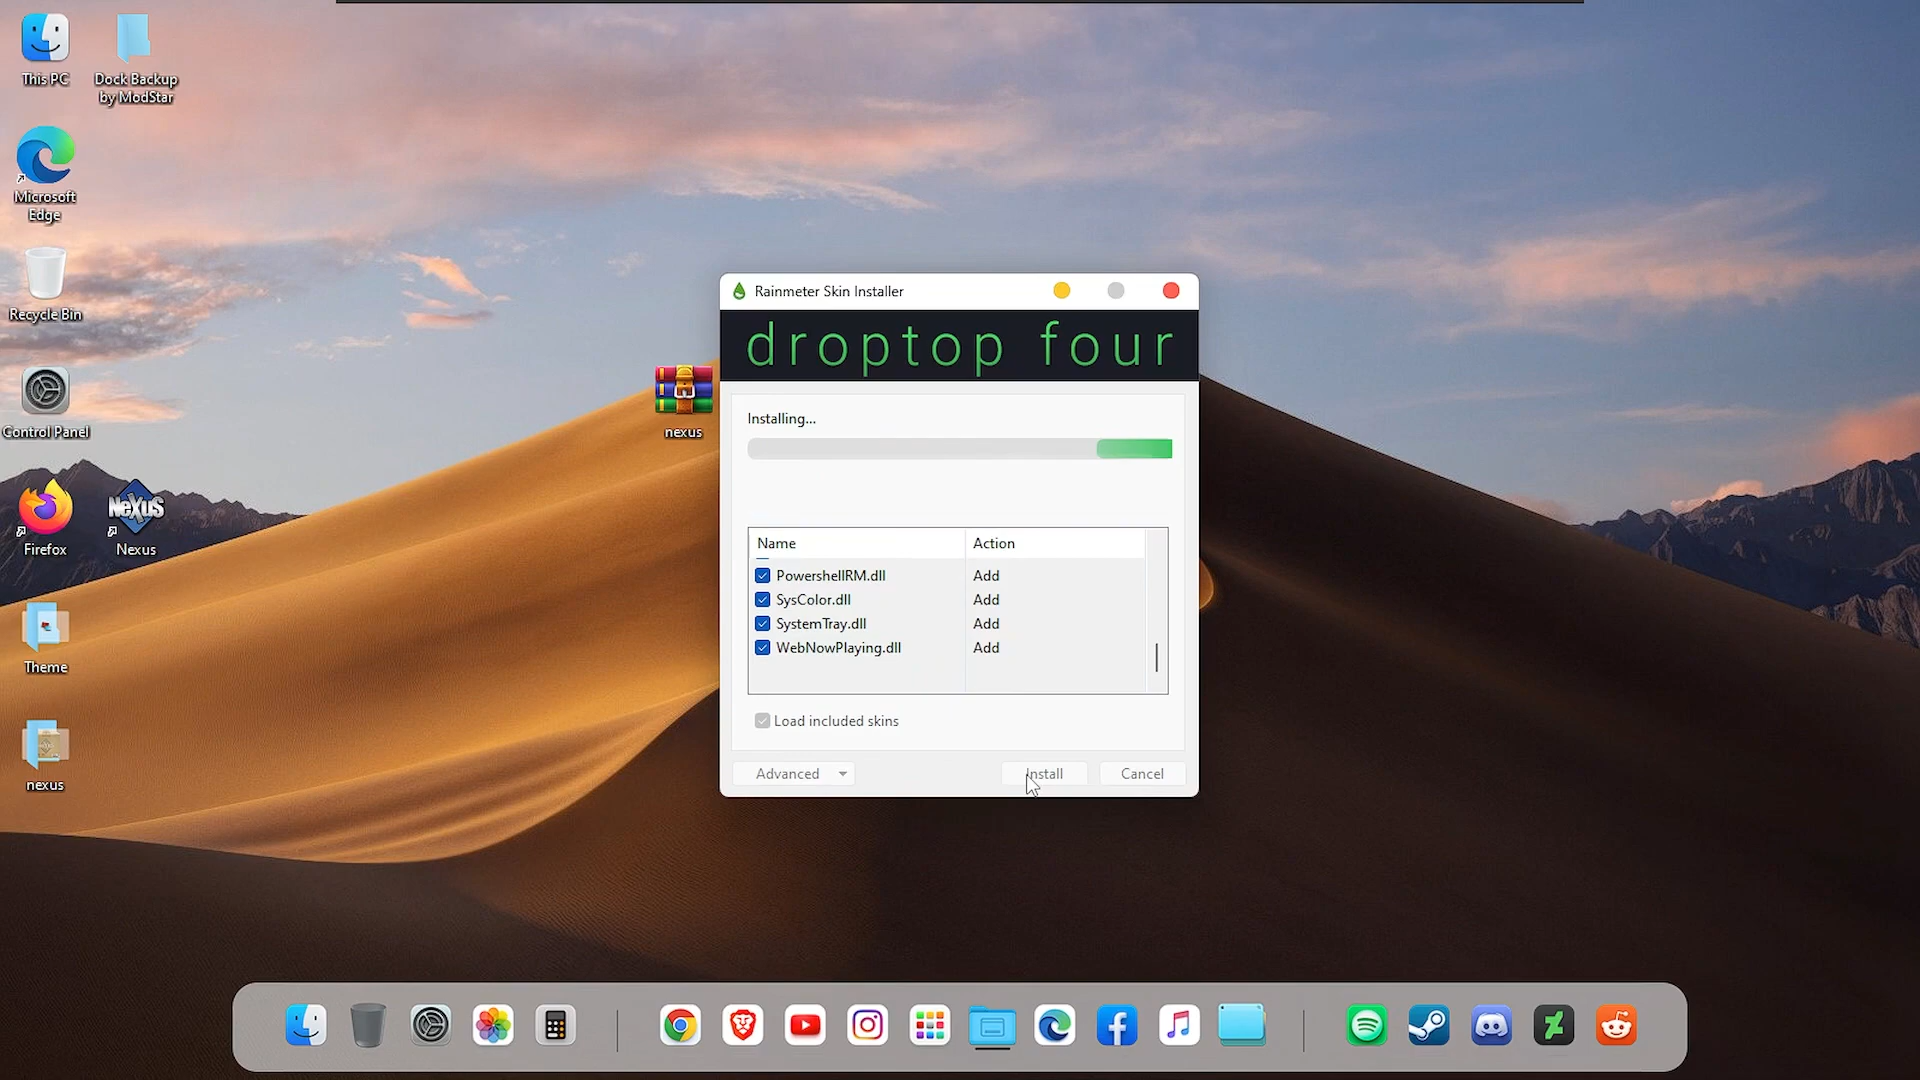 This PC
Dock Backup
by ModStar
Microsoft
Edge
Recycle Bin
Control Panel
Firefox
NeXuS
Nexus
Theme
nexus
nexus
Rainmeter Skin Installer
droptop four
Installing...
Name Action
PowershellRM.dll Add
SysColor.dll Add
SystemTray.dll Add
WebNowPlaying.dll Add
Load included skins
Advanced Install Cancel